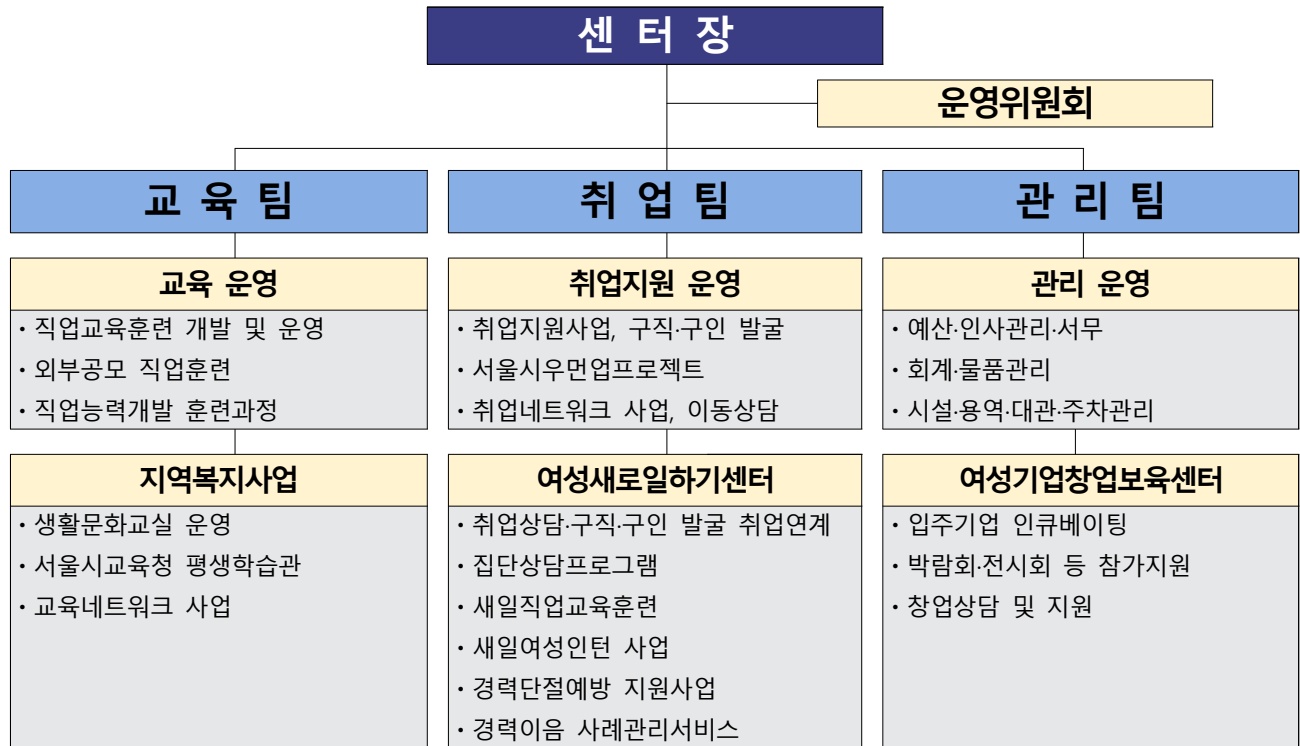 센 터 장
운영위원회
교 육 팀
취 업 팀
관 리 팀
교육 운영
· 직업교육훈련 개발 및 운영
· 외부공모 직업훈련
· 직업능력개발 훈련과정
취업지원 운영
· 취업지원사업, 구직·구인 발굴
· 서울시우먼업프로젝트
· 취업네트워크 사업, 이동상담
관리 운영
· 예산·인사관리·서무
· 회계·물품관리
· 시설·용역·대관·주차관리
지역복지사업
· 생활문화교실 운영
· 서울시교육청 평생학습관
· 교육네트워크 사업
여성새로일하기센터
· 취업상담·구직·구인 발굴 취업연계
· 집단상담프로그램
· 새일직업교육훈련
· 새일여성인턴 사업
· 경력단절예방 지원사업
· 경력이음 사례관리서비스
여성기업창업보육센터
· 입주기업 인큐베이팅
· 박람회·전시회 등 참가지원
· 창업상담 및 지원